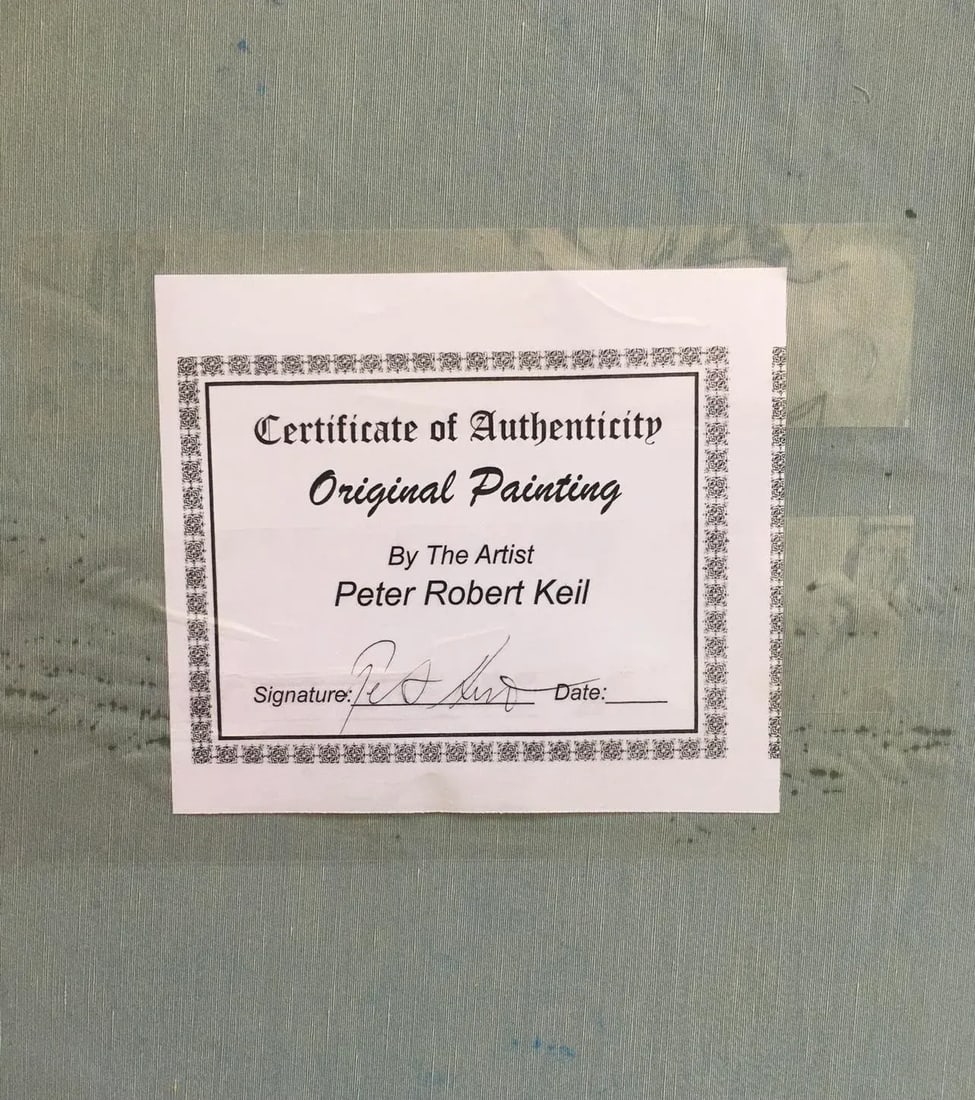 Certificate of Authenticity
Original Painting
By The Artist
Peter Robert Keil
Signature: Date: